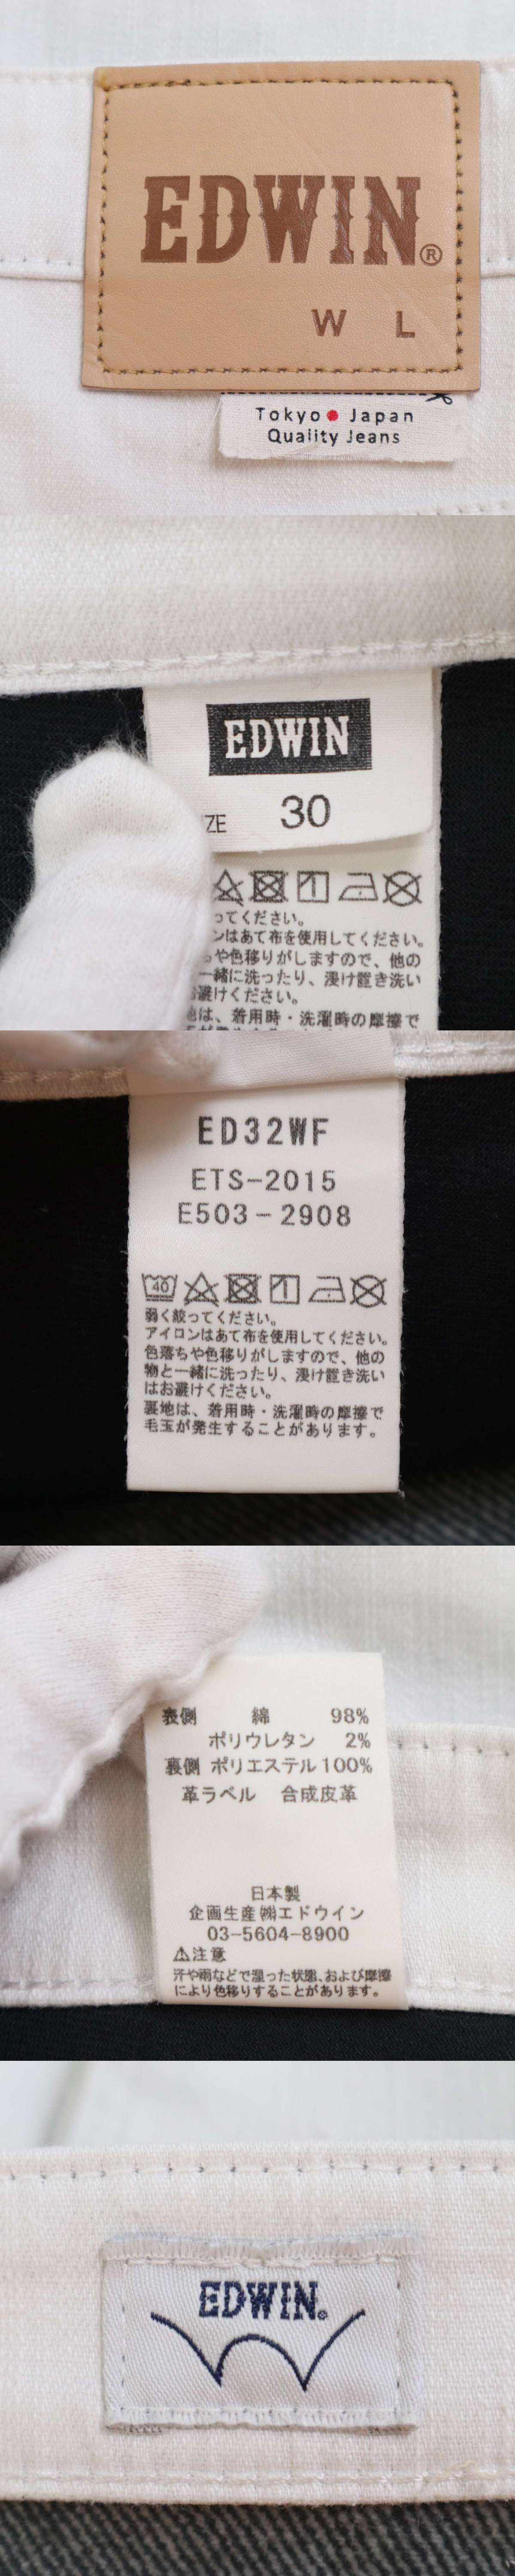 EDWIN®
W L
Tokyo ● Japan
Quality Jeans
EDWIN
ZE 30
ってください。
ンはあて布を使用してください。
ちや色移りがしますので、他の
一緒に洗ったり、浸け置き洗い
避けください。
地は、着用時・洗濯時の摩擦で
ED32WF
ETS-2015
E503-2908
40
弱く絞ってください。
アイロンはあて布を使用してください。
色落ちや色移りがしますので、他の
物と一緒に洗ったり、浸け置き洗い
はお避けください。
裏地は、着用時・洗濯時の摩擦で
毛玉が発生することがあります。
表側 綿 98%
ポリウレタン 2%
裏側 ポリエステル 100%
革ラベル 合成皮革
日本製
企画生産㈱エドウイン
03-5604-8900
⚠注意
汗や雨などで湿った状態、および摩擦
により色移りすることがあります。
EDWIN®